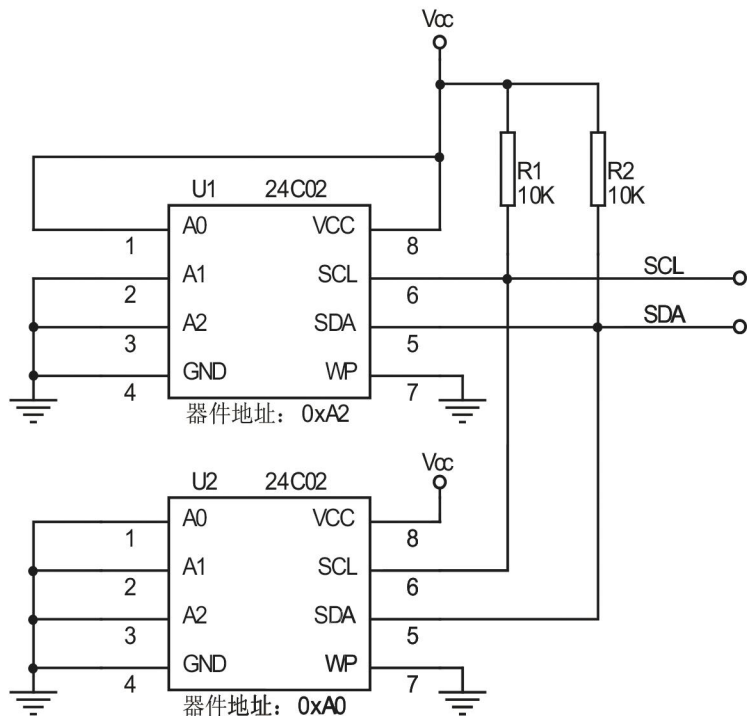 Vcc
R1
10K
R2
10K
U1 24C02
A0 VCC
1 8
A1 SCL
2 6
SCL
A2 SDA
3 5
SDA
GND WP
4 7
器件地址：0xA2
Vcc
U2 24C02
A0 VCC
1 8
A1 SCL
2 6
A2 SDA
3 5
GND WP
4 7
器件地址：0xA0